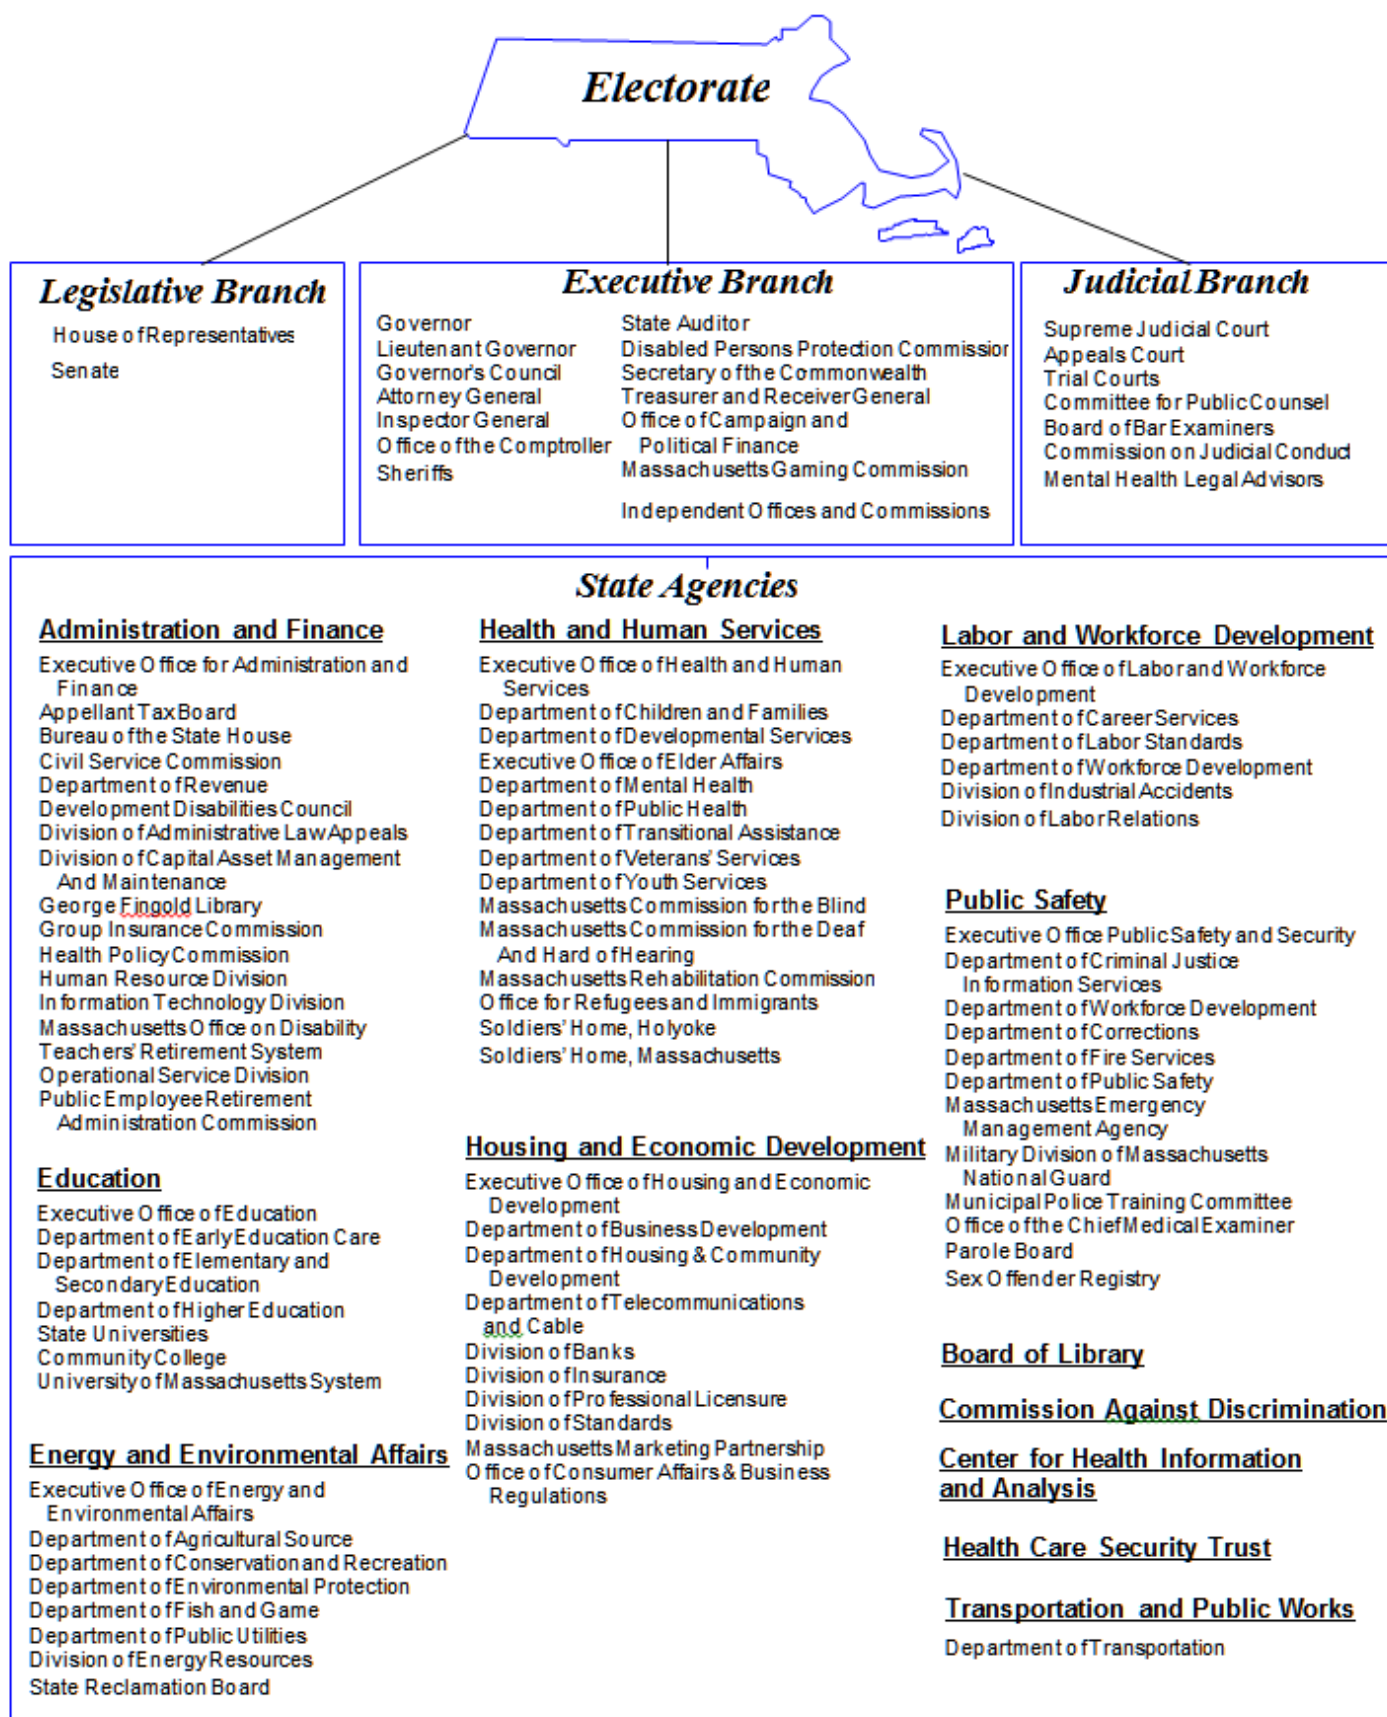 Electorate
Legislative Branch
House of Representatives
Senate
Executive Branch
Governor
Lieutenant Governor
Governor's Council
Attorney General
Inspector General
Office of the Comptroller
Sheriffs
State Auditor
Disabled Persons Protection Commission
Secretary of the Commonwealth
Treasurer and Receiver General
Office of Campaign and
Political Finance
Massachusetts Gaming Commission
Independent Offices and Commissions
Judicial Branch
Supreme Judicial Court
Appeals Court
Trial Courts
Committee for Public Counsel
Board of Bar Examiners
Commission on Judicial Conduct
Mental Health Legal Advisors
State Agencies
Administration and Finance
Executive Office for Administration and
Finance
Appellant Tax Board
Bureau of the State House
Civil Service Commission
Department of Revenue
Development Disabilities Council
Division of Administrative Law Appeals
Division of Capital Asset Management
And Maintenance
George Fingold Library
Group Insurance Commission
Health Policy Commission
Human Resource Division
Information Technology Division
Massachusetts Office on Disability
Teachers' Retirement System
Operational Service Division
Public Employee Retirement
Administration Commission
Education
Executive Office of Education
Department of Early Education Care
Department of Elementary and
Secondary Education
Department of Higher Education
State Universities
Community College
University of Massachusetts System
Energy and Environmental Affairs
Executive Office of Energy and
Environmental Affairs
Department of Agricultural Source
Department of Conservation and Recreation
Department of Environmental Protection
Department of Fish and Game
Department of Public Utilities
Division of Energy Resources
State Reclamation Board
Health and Human Services
Executive Office of Health and Human
Services
Department of Children and Families
Department of Developmental Services
Executive Office of Elder Affairs
Department of Mental Health
Department of Public Health
Department of Transitional Assistance
Department of Veterans' Services
Department of Youth Services
Massachusetts Commission for the Blind
Massachusetts Commission for the Deaf
And Hard of Hearing
Massachusetts Rehabilitation Commission
Office for Refugees and Immigrants
Soldiers' Home, Holyoke
Soldiers' Home, Massachusetts
Housing and Economic Development
Executive Office of Housing and Economic
Development
Department of Business Development
Department of Housing & Community
Development
Department of Telecommunications
and Cable
Division of Banks
Division of Insurance
Division of Professional Licensure
Division of Standards
Massachusetts Marketing Partnership
Office of Consumer Affairs & Business
Regulations
Labor and Workforce Development
Executive Office of Labor and Workforce
Development
Department of Career Services
Department of Labor Standards
Department of Workforce Development
Division of Industrial Accidents
Division of Labor Relations
Public Safety
Executive Office Public Safety and Security
Department of Criminal Justice
Information Services
Department of Workforce Development
Department of Corrections
Department of Fire Services
Department of Public Safety
Massachusetts Emergency
Management Agency
Military Division of Massachusetts
National Guard
Municipal Police Training Committee
Office of the Chief Medical Examiner
Parole Board
Sex Offender Registry
Board of Library
Commission Against Discrimination
Center for Health Information
and Analysis
Health Care Security Trust
Transportation and Public Works
Department of Transportation